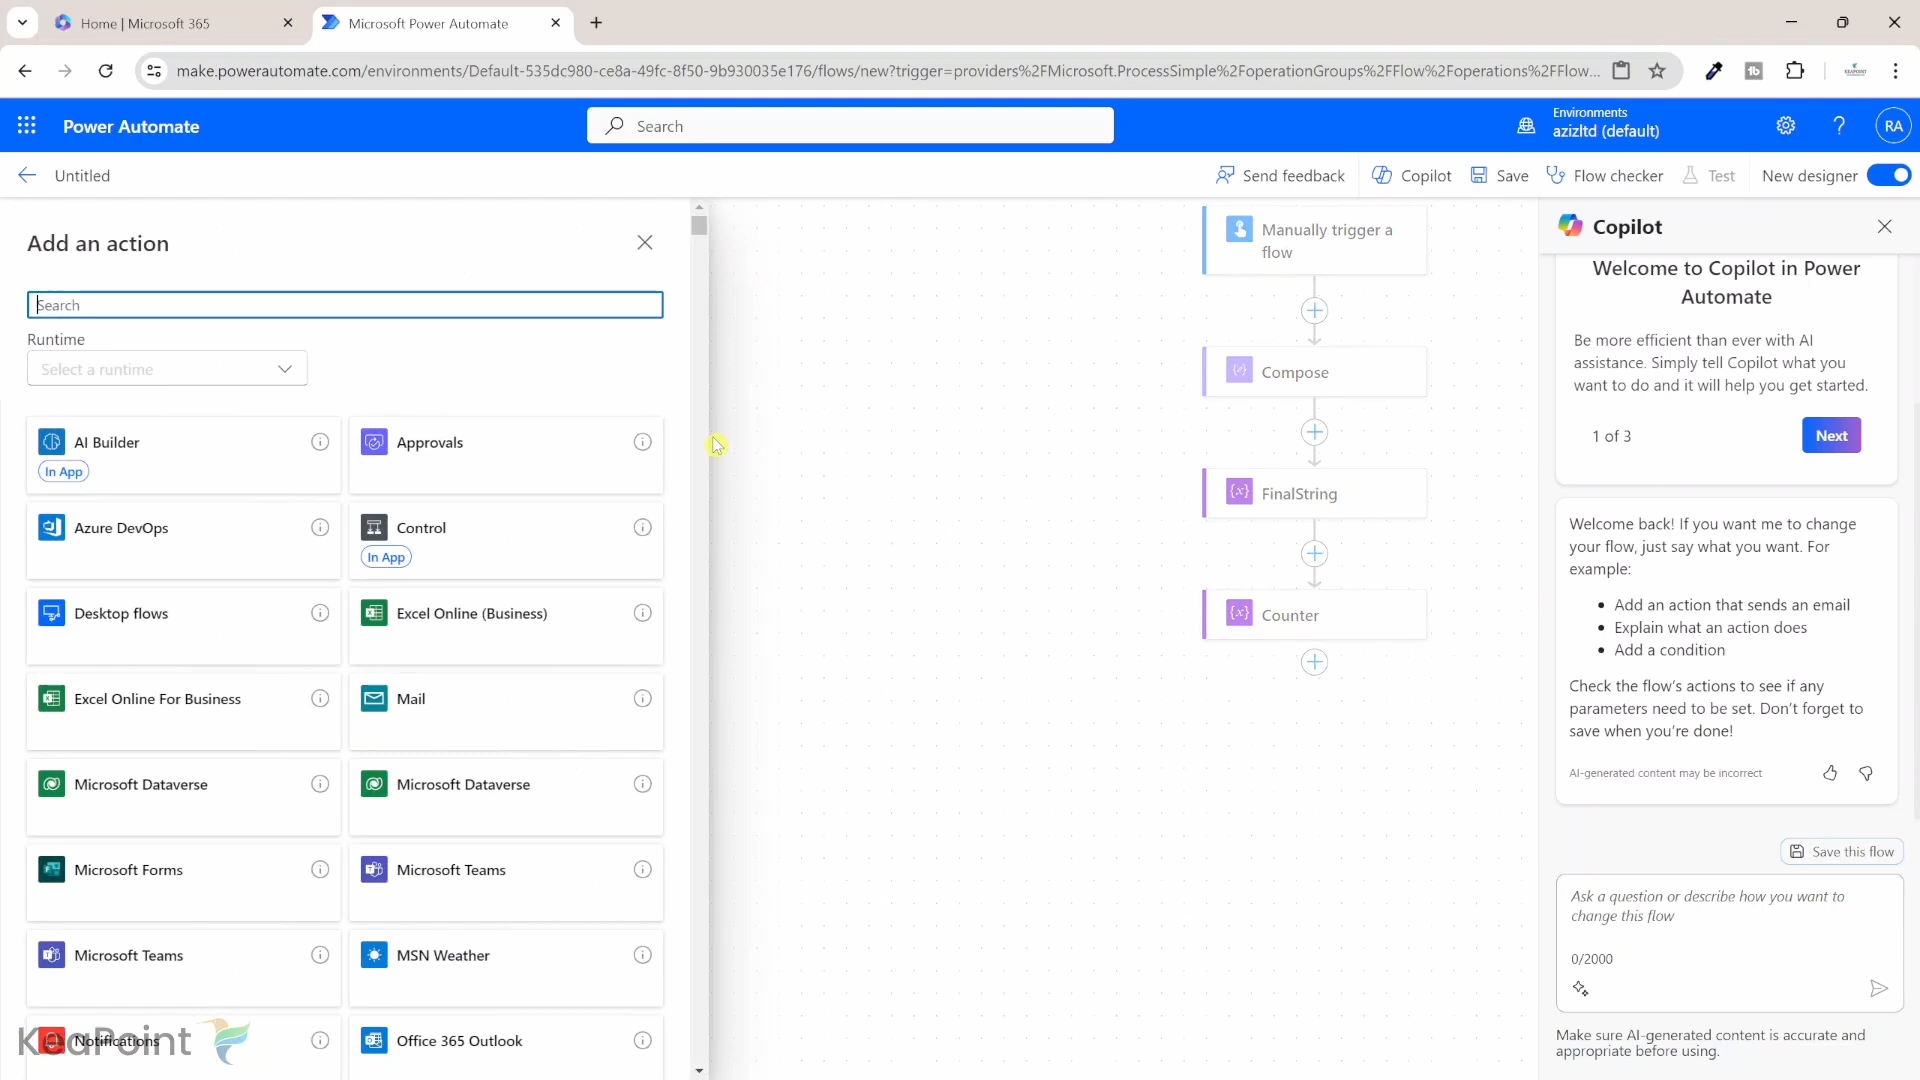 Home | Microsoft 365
Microsoft Power Automate
make.powerautomate.com/environments/Default-535dc980-ce8a-49fc-8f50-9b930035e176/flows/new?trigger=providers%2FMicrosoft.ProcessSimple%2FoperationGroups%2FFlow%2Foperations%2FFlow...
Power Automate
Search
Environments
azizltd (default)
RA
Untitled
Send feedback
Copilot
Save
Flow checker
Test
New designer
Add an action
Search
Runtime
Select a runtime
AI Builder
In App
Approvals
Azure DevOps
Control
In App
Desktop flows
Excel Online (Business)
Excel Online For Business
Mail
Microsoft Dataverse
Microsoft Dataverse
Microsoft Forms
Microsoft Teams
Microsoft Teams
MSN Weather
Notifications
Office 365 Outlook
KeaPoint
Manually trigger a
flow
Compose
FinalString
Counter
Copilot
Welcome to Copilot in Power
Automate
Be more efficient than ever with AI
assistance. Simply tell Copilot what you
want to do and it will help you get started.
1 of 3
Next
Welcome back! If you want me to change
your flow, just say what you want. For
example:
• Add an action that sends an email
• Explain what an action does
• Add a condition
Check the flow's actions to see if any
parameters need to be set. Don't forget to
save when you're done!
AI-generated content may be incorrect
Save this flow
Ask a question or describe how you want to
change this flow
0/2000
Make sure AI-generated content is accurate and
appropriate before using.